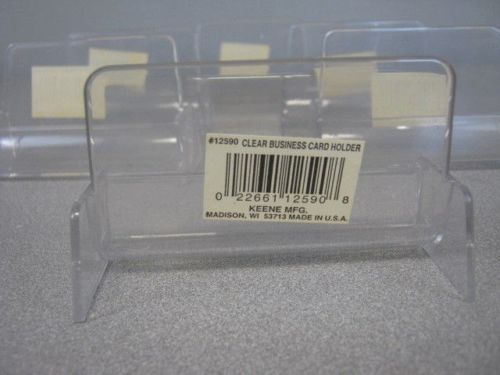 #12590 CLEAR BUSINESS CARD HOLDER
0 22661 12590 8
KEENE MFG.
MADISON, WI 53713 MADE IN U.S.A.